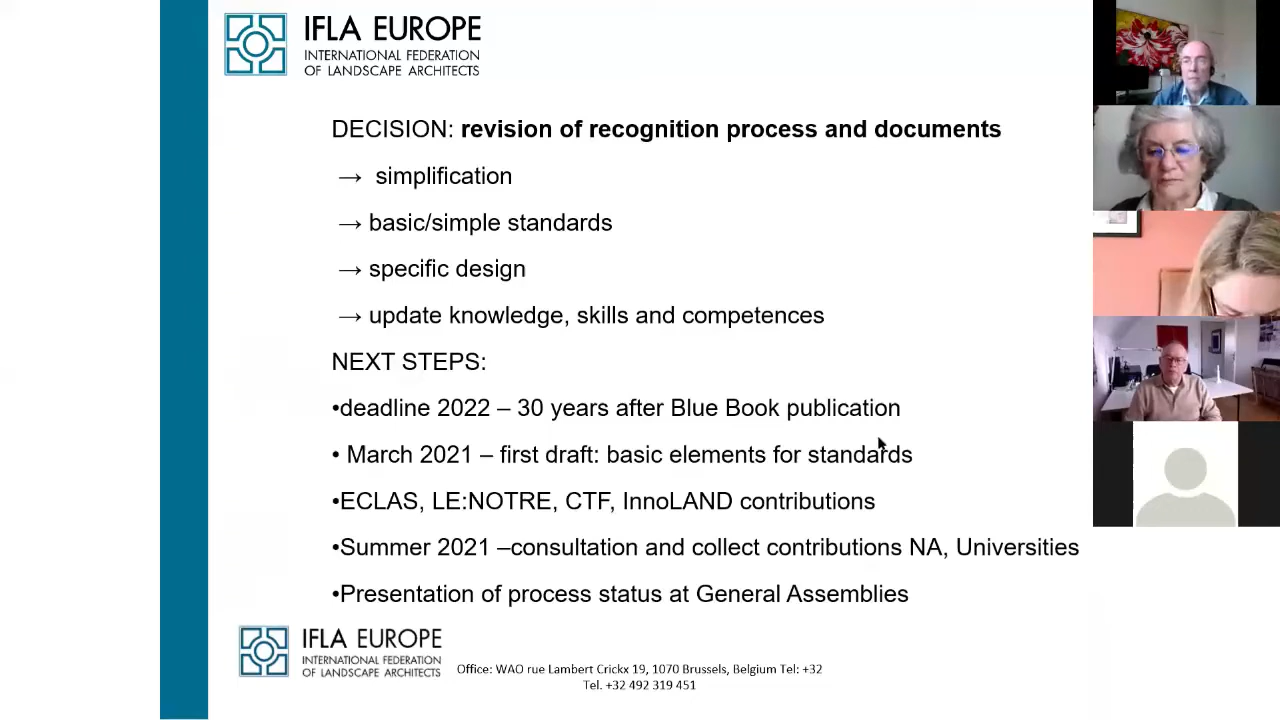 IFLA EUROPE
INTERNATIONAL FEDERATION
OF LANDSCAPE ARCHITECTS
DECISION: revision of recognition process and documents
→ simplification
→ basic/simple standards
→ specific design
→ update knowledge, skills and competences
NEXT STEPS:
•deadline 2022 – 30 years after Blue Book publication
• March 2021 – first draft: basic elements for standards
•ECLAS, LE:NOTRE, CTF, InnoLAND contributions
•Summer 2021 –consultation and collect contributions NA, Universities
•Presentation of process status at General Assemblies
IFLA EUROPE
INTERNATIONAL FEDERATION
OF LANDSCAPE ARCHITECTS
Office: WAO rue Lambert Crickx 19, 1070 Brussels, Belgium Tel: +32
Tel. +32 492 319 451